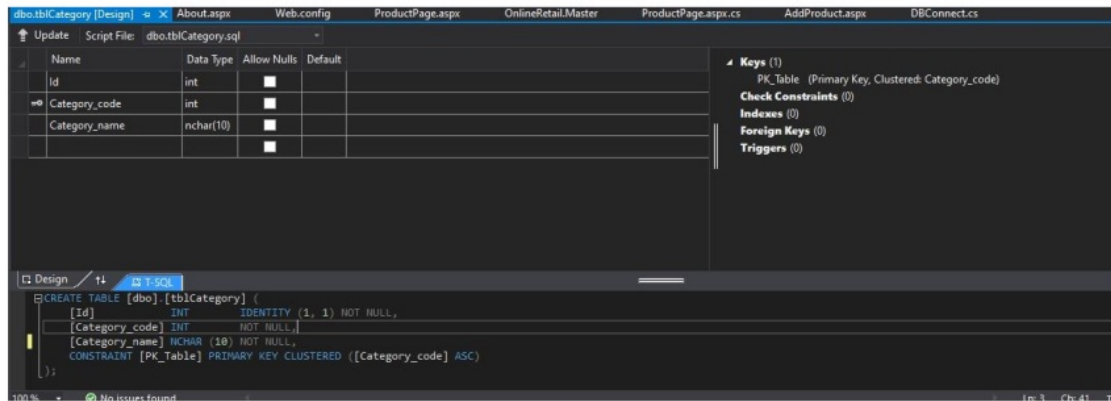 dbo.tblCategory [Design] About.aspx Web.config ProductPage.aspx OnlineRetail.Master ProductPage.aspx.cs AddProduct.aspx DBConnect.cs
Update Script File: dbo.tblCategory.sql
Name Data Type Allow Nulls Default
Id int
Category_code int
Category_name nchar(10)
Keys (1)
PK_Table (Primary Key, Clustered: Category_code)
Check Constraints (0)
Indexes (0)
Foreign Keys (0)
Triggers (0)
Design T-SQL
CREATE TABLE [dbo].[tblCategory] (
[Id] INT IDENTITY (1, 1) NOT NULL,
[Category_code] INT NOT NULL,
[Category_name] NCHAR (10) NOT NULL,
CONSTRAINT [PK_Table] PRIMARY KEY CLUSTERED ([Category_code] ASC)
);
100 % No issues found Ln: 3 Ch: 41